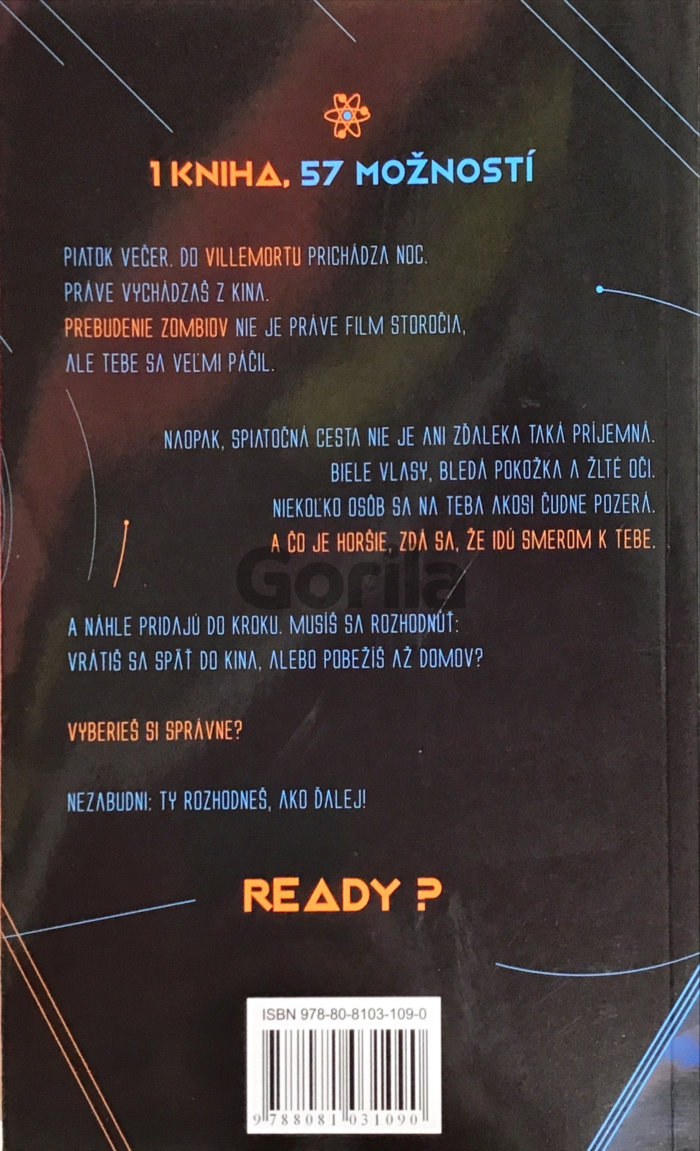 1 KNIHA, 57 MOŽNOSTÍ
PIATOK VEČER. DO VILLEMORTU PRICHÁDZA NOC.
PRÁVE VYCHÁDZAŠ Z KINA.
PREBUDENIE ZOMBIOV NIE JE PRÁVE FILM STOROČIA,
ALE TEBE SA VEĽMI PÁČIL.
NAOPAK, SPIATOČNÁ CESTA NIE JE ANI ZĎALEKA TAKÁ PRÍJEMNÁ.
BIELE VLASY, BLEDÁ POKOŽKA A ŽLTÉ OČI.
NIEKOĽKO OSÔB SA NA TEBA AKOSI ČUDNE POZERÁ.
A ČO JE HORŠIE, ZDÁ SA, ŽE IDÚ SMEROM K TEBE.
Gorila
A NÁHLE PRIDAJÚ DO KROKU. MUSÍŠ SA ROZHODNÚŤ:
VRÁTIŠ SA SPÄŤ DO KINA, ALEBO POBEŽÍŠ AŽ DOMOV?
VYBERIEŠ SI SPRÁVNE?
NEZABUDNI: TY ROZHODNEŠ, AKO ĎALEJ!
READY ?
ISBN 978-80-8103-109-0
9 788081 031090